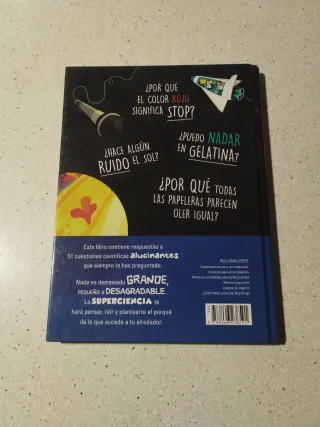 ¿POR QUÉ
EL COLOR ROJO
SIGNIFICA STOP?
¿PUEDO NADAR
EN GELATINA?
¿HACE ALGÚN
RUIDO EL SOL?
¿POR QUÉ TODAS
LAS PAPELERAS PARECEN
OLER IGUAL?
Este libro contiene respuestas a
51 cuestiones científicas alucinantes
que siempre te has preguntado.
Nada es demasiado GRANDE,
PEQUEÑO o DESAGRADABLE.
La SUPERCIENCIA te
hará pensar, reír y plantearte el porqué
de lo que sucede a tu alrededor.